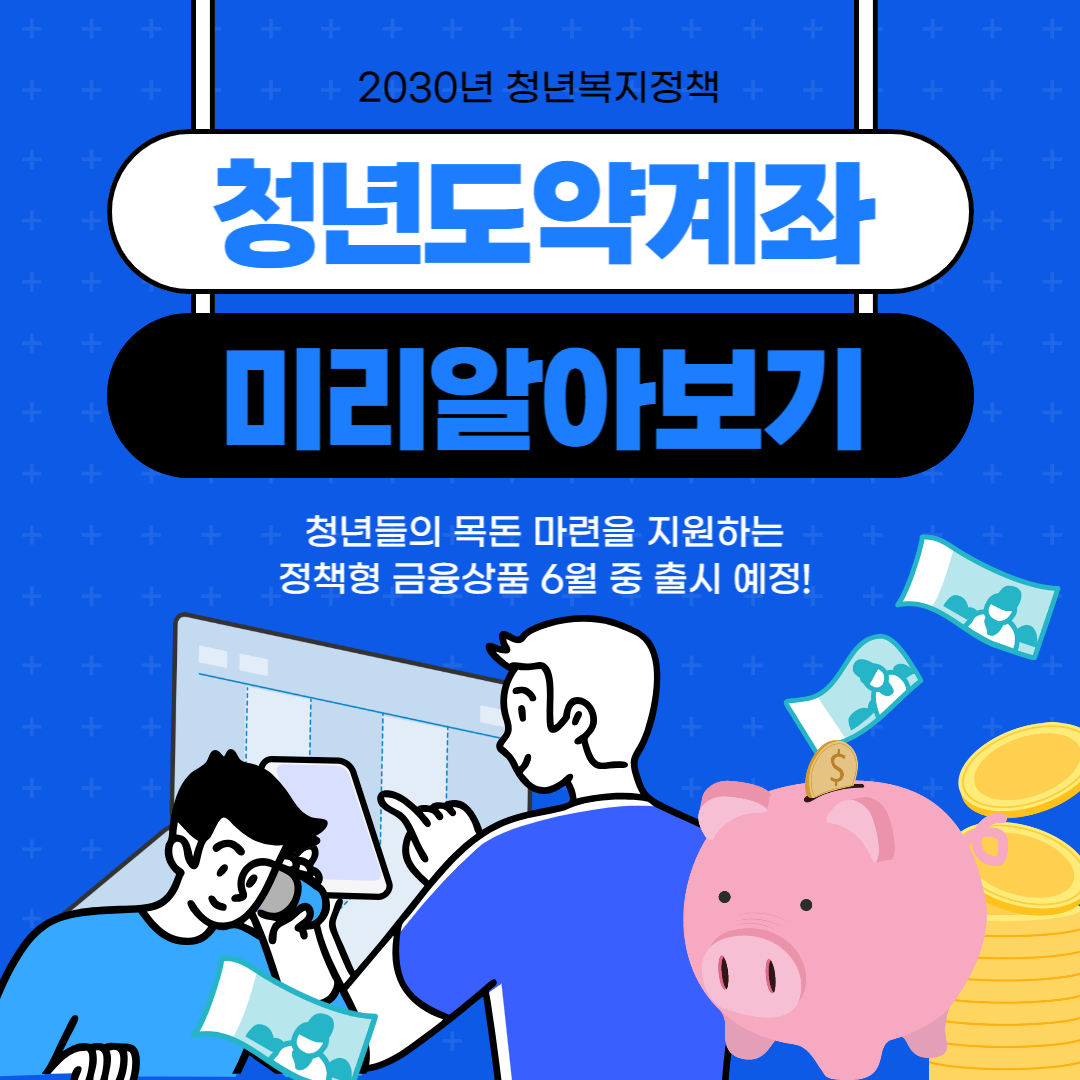 2030년 청년복지정책
청년도약계좌
미리알아보기
청년들의 목돈 마련을 지원하는
정책형 금융상품 6월 중 출시 예정!
$